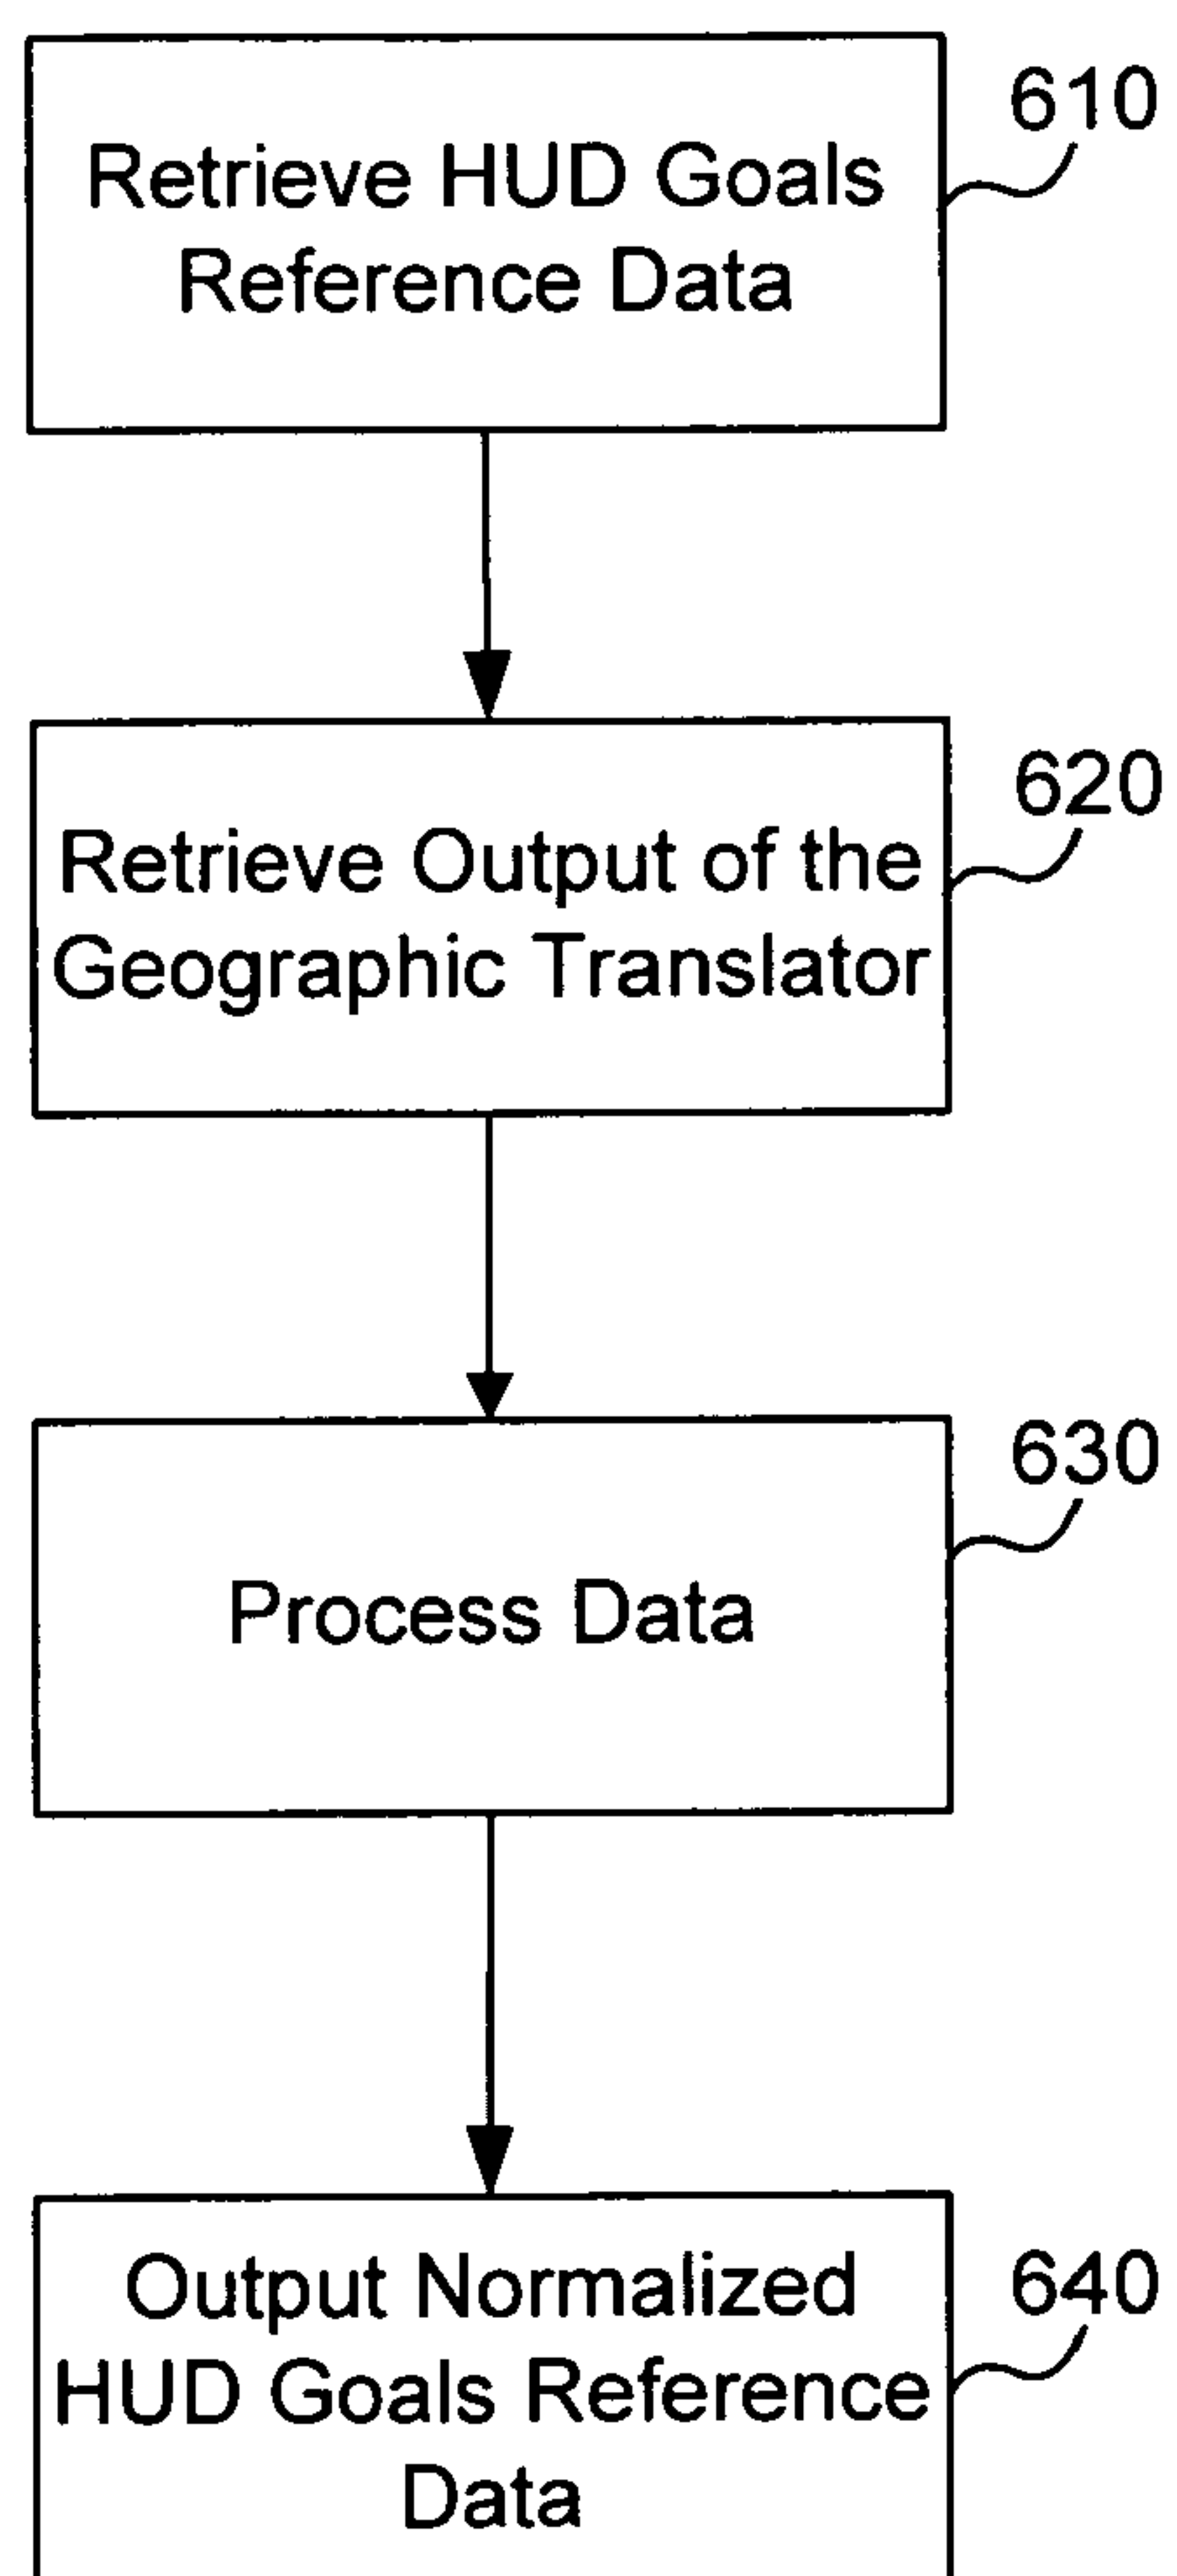 Retrieve HUD Goals
Reference Data
610
Retrieve Output of the
Geographic Translator
620
Process Data
630
Output Normalized
HUD Goals Reference
Data
640